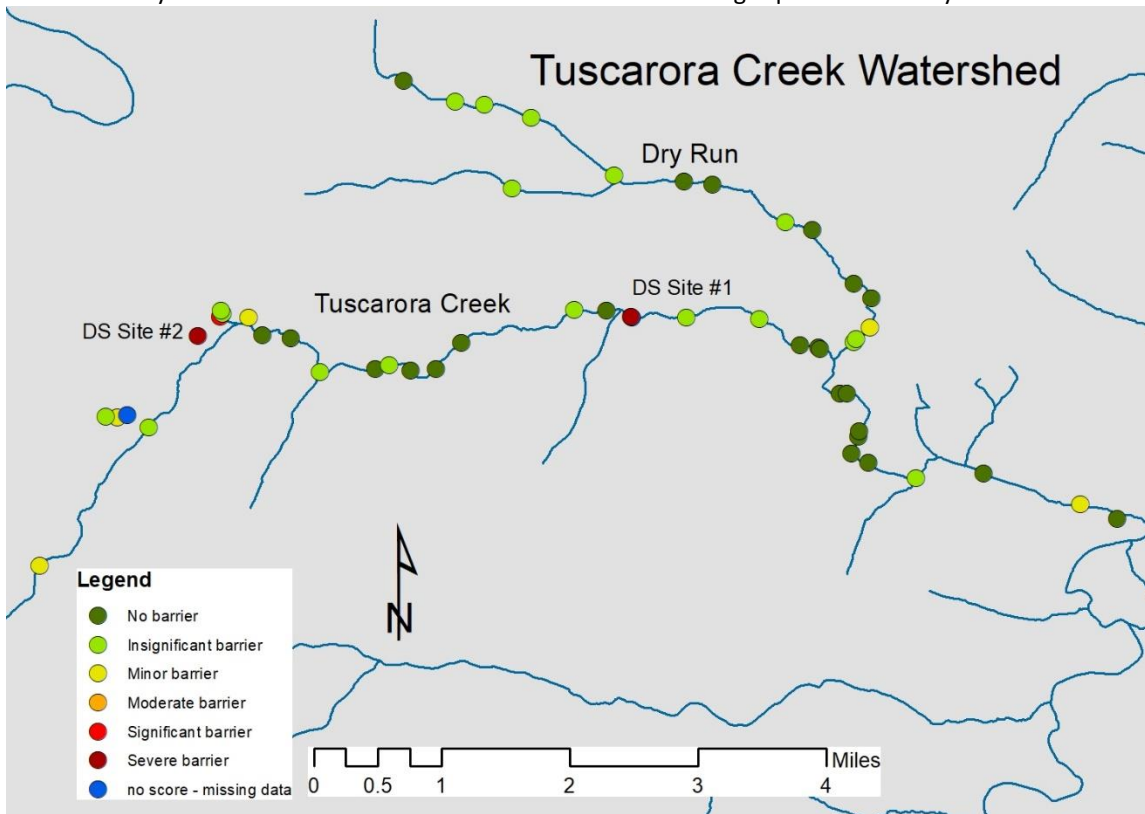 Tuscarora Creek Watershed
Dry Run
DS Site #1
Tuscarora Creek
DS Site #2
N
Legend
No barrier
Insignificant barrier
Minor barrier
Moderate barrier
Significant barrier
Severe barrier
no score - missing data
Miles
0 0.5 1 2 3 4